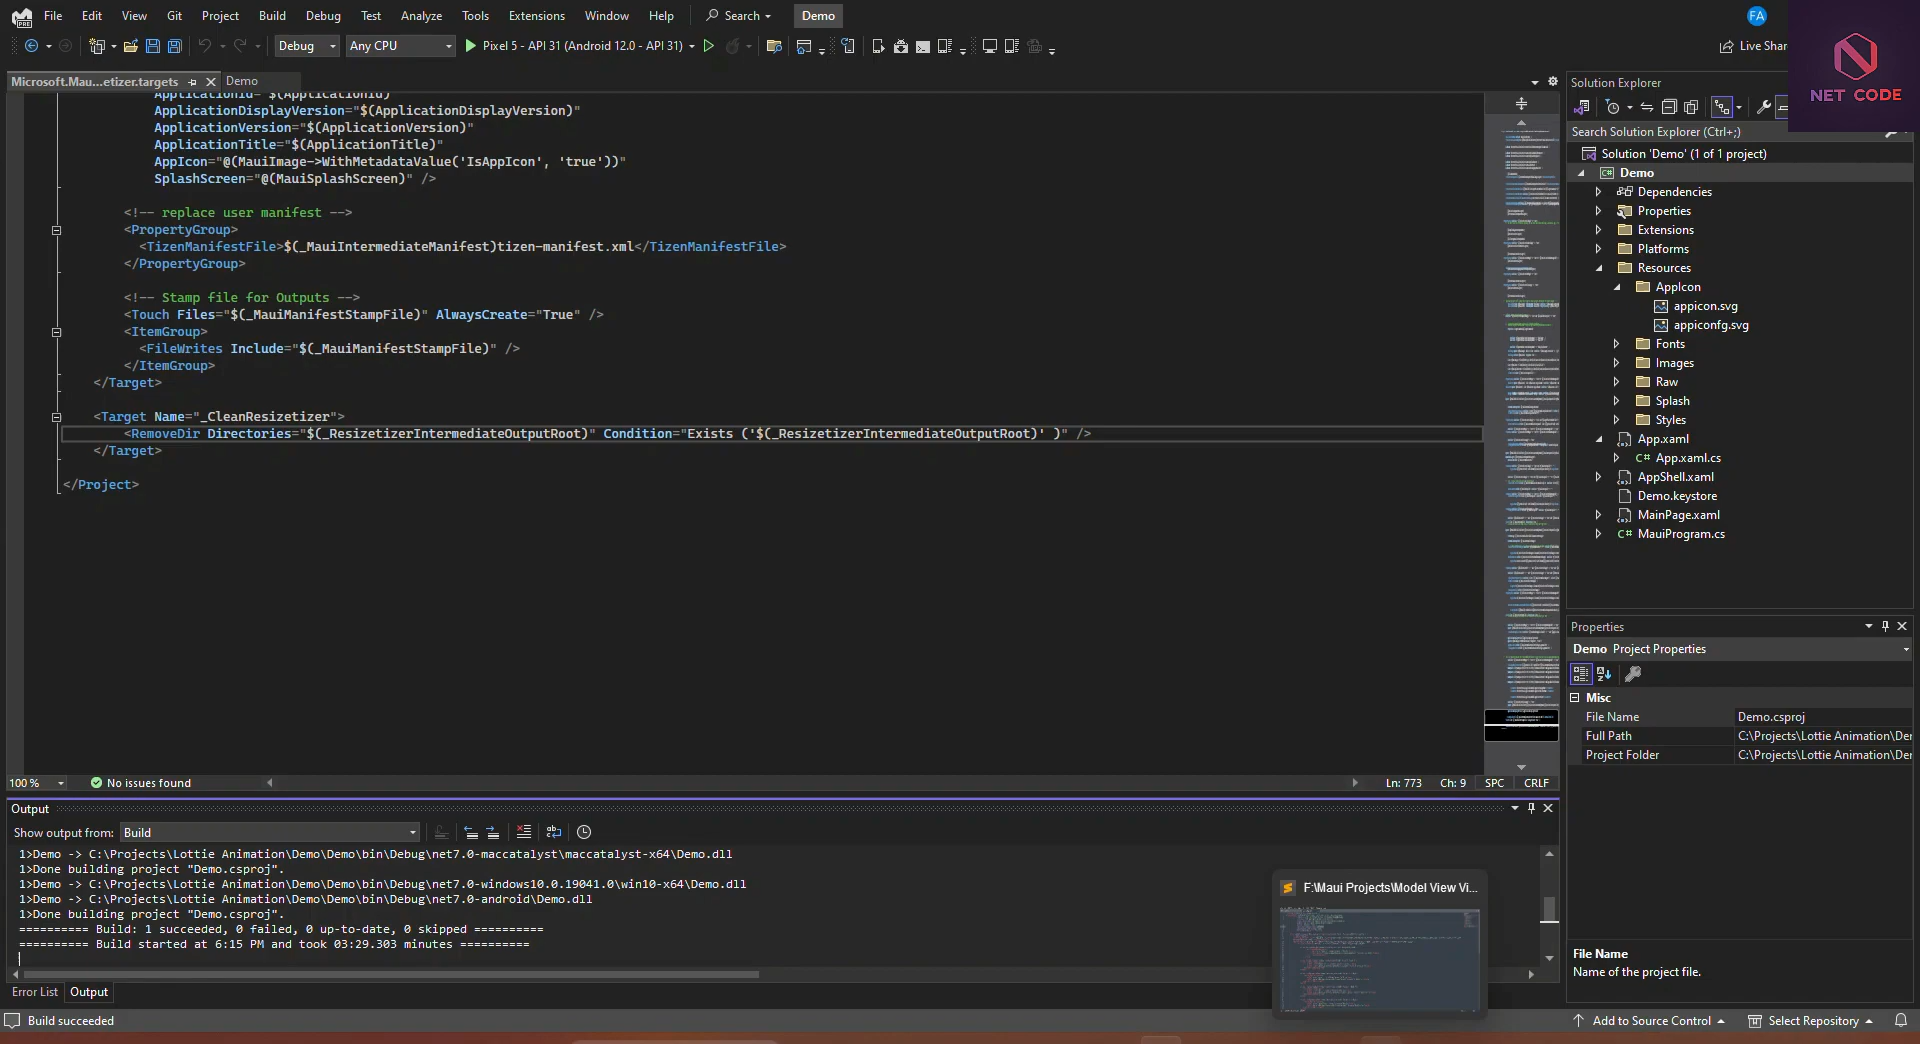 File Edit View Git Project Build Debug Test Analyze Tools Extensions Window Help Search Demo FA
PRE
Debug Any CPU Pixel 5 - API 31 (Android 12.0 - API 31) Live Shar
NET CODE
Microsoft.Mau...etizer.targets Demo
ApplicationId="$(ApplicationId)"
ApplicationDisplayVersion="$(ApplicationDisplayVersion)"
ApplicationVersion="$(ApplicationVersion)"
ApplicationTitle="$(ApplicationTitle)"
AppIcon="@(MauiImage->WithMetadataValue('IsAppIcon', 'true'))"
SplashScreen="@(MauiSplashScreen)" />
<!-- replace user manifest -->
<PropertyGroup>
<TizenManifestFile>$(_MauiIntermediateManifest)tizen-manifest.xml</TizenManifestFile>
</PropertyGroup>
<!-- Stamp file for Outputs -->
<Touch Files="$(_MauiManifestStampFile)" AlwaysCreate="True" />
<ItemGroup>
<FileWrites Include="$(_MauiManifestStampFile)" />
</ItemGroup>
</Target>
<Target Name="_CleanResizetizer">
<RemoveDir Directories="$(_ResizetizerIntermediateOutputRoot)" Condition="Exists ('$(_ResizetizerIntermediateOutputRoot)' )" />
</Target>
</Project>
100 % No issues found Ln: 773 Ch: 9 SPC CRLF
Output
Show output from: Build
1>Demo -> C:\Projects\Lottie Animation\Demo\Demo\bin\Debug\net7.0-maccatalyst\maccatalyst-x64\Demo.dll
1>Done building project "Demo.csproj".
1>Demo -> C:\Projects\Lottie Animation\Demo\Demo\bin\Debug\net7.0-windows10.0.19041.0\win10-x64\Demo.dll
1>Demo -> C:\Projects\Lottie Animation\Demo\Demo\bin\Debug\net7.0-android\Demo.dll
1>Done building project "Demo.csproj".
========== Build: 1 succeeded, 0 failed, 0 up-to-date, 0 skipped ==========
========== Build started at 6:15 PM and took 03:29.303 minutes ==========
Error List Output
Build succeeded
F:\Maui Projects\Model View Vi...
Solution Explorer
Search Solution Explorer (Ctrl+;)
Solution 'Demo' (1 of 1 project)
C# Demo
Dependencies
Properties
Extensions
Platforms
Resources
AppIcon
appicon.svg
appiconfg.svg
Fonts
Images
Raw
Splash
Styles
App.xaml
C# App.xaml.cs
AppShell.xaml
Demo.keystore
MainPage.xaml
C# MauiProgram.cs
Properties
Demo Project Properties
Misc
File Name Demo.csproj
Full Path C:\Projects\Lottie Animation\Der
Project Folder C:\Projects\Lottie Animation\Der
File Name
Name of the project file.
Add to Source Control Select Repository